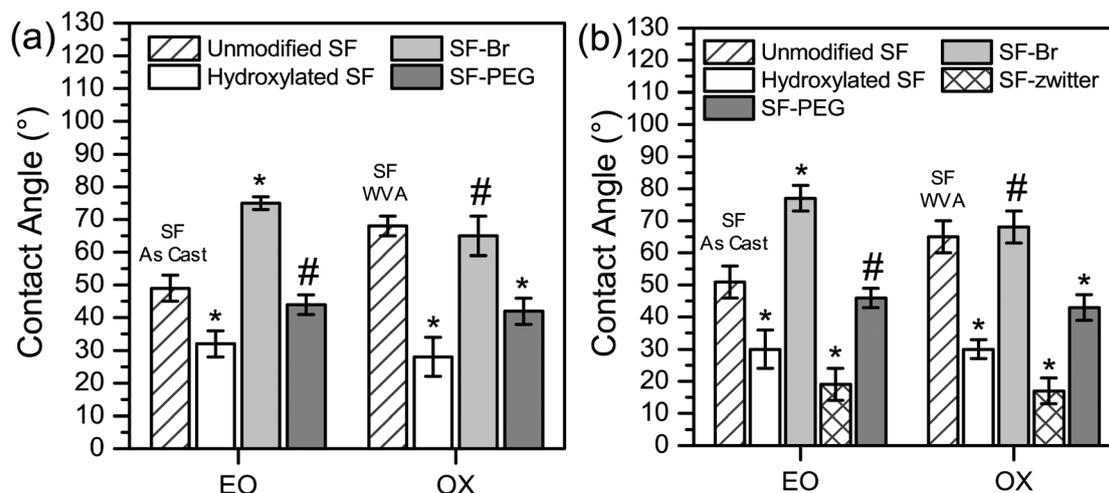 (a)
Contact Angle (°)
130
120
110
100
90
80
70
60
50
40
30
20
10
0
Unmodified SF
SF-Br
Hydroxylated SF
SF-PEG
SF
As Cast
*
*
#
SF
WVA
*
#
*
EO
OX
(b)
Contact Angle (°)
130
120
110
100
90
80
70
60
50
40
30
20
10
0
Unmodified SF
SF-Br
Hydroxylated SF
SF-zwitter
SF-PEG
SF
As Cast
*
*
*
#
SF
WVA
*
#
*
*
EO
OX